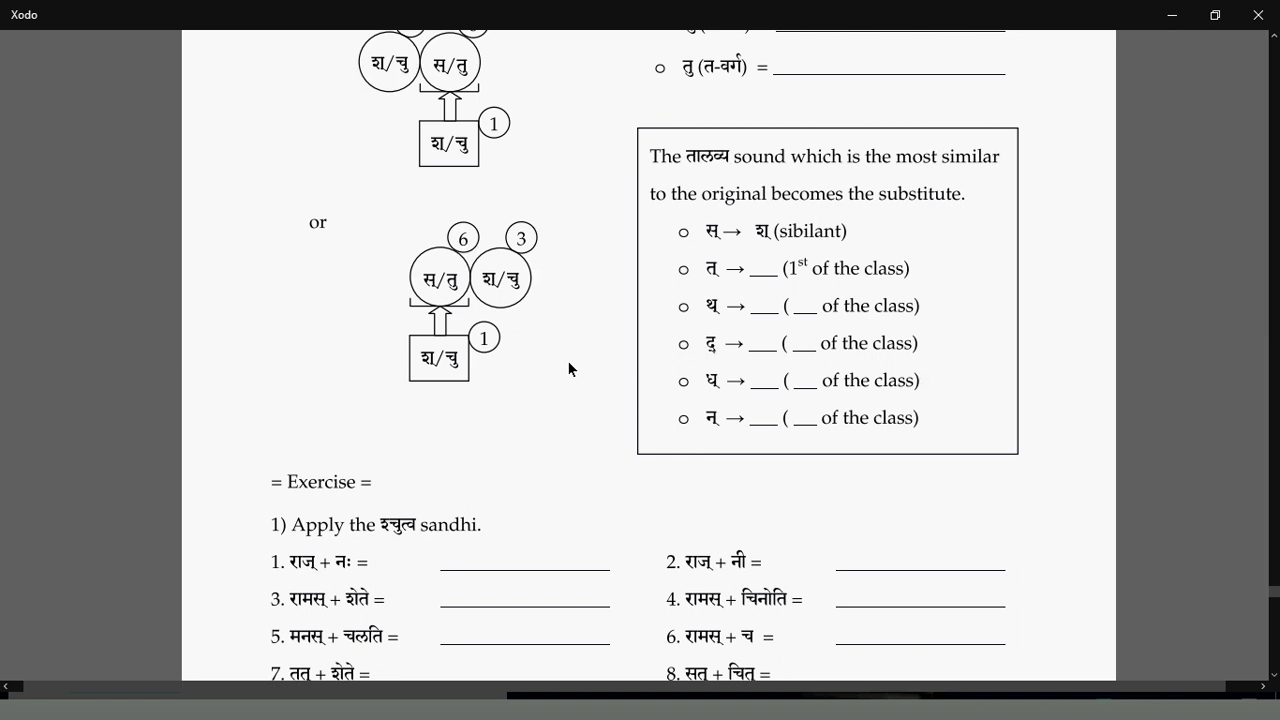 Xodo
श्/चु स्/तु
1
श्/चु
or
6 3
स्/तु श्/चु
1
श्/चु
तु (त-वर्ग) =
The तालव्य sound which is the most similar
to the original becomes the substitute.
o स् → श् (sibilant)
o त् → ___ (1st of the class)
o थ् → ___ ( ___ of the class)
o द् → ___ ( ___ of the class)
o ध् → ___ ( ___ of the class)
o न् → ___ ( ___ of the class)
= Exercise =
1) Apply the श्चुत्व sandhi.
1. राज् + नः = 2. राज् + नी =
3. रामस् + शेते = 4. रामस् + चिनोति =
5. मनस् + चलति = 6. रामस् + च =
7. तत् + शेते = 8. सत् + चित् =